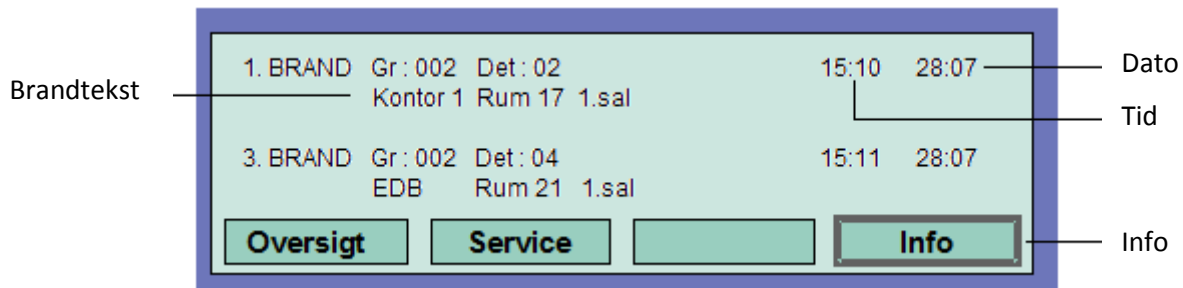 1. BRAND Gr : 002 Det : 02 15:10 28:07 Dato
Brandtekst Kontor 1 Rum 17 1.sal
Tid
3. BRAND Gr : 002 Det : 04 15:11 28:07
EDB Rum 21 1.sal
Oversigt Service Info Info